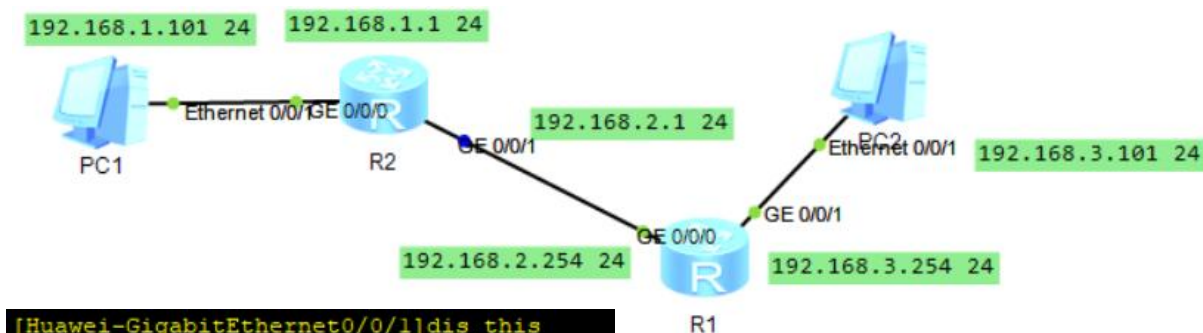 192.168.1.101 24
192.168.1.1 24
Ethernet 0/0/1
GE 0/0/0
R
PC1
R2
GE 0/0/1
192.168.2.1 24
PC2
Ethernet 0/0/1
192.168.3.101 24
GE 0/0/1
GE 0/0/0
192.168.2.254 24
R
192.168.3.254 24
R1
[Huawei-GigabitEthernet0/0/1]dis this